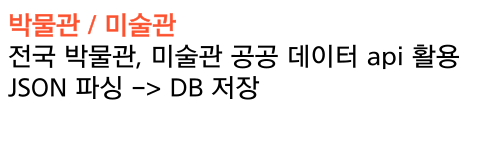 박물관 / 미술관
전국 박물관, 미술관 공공 데이터 api 활용
JSON 파싱 –> DB 저장